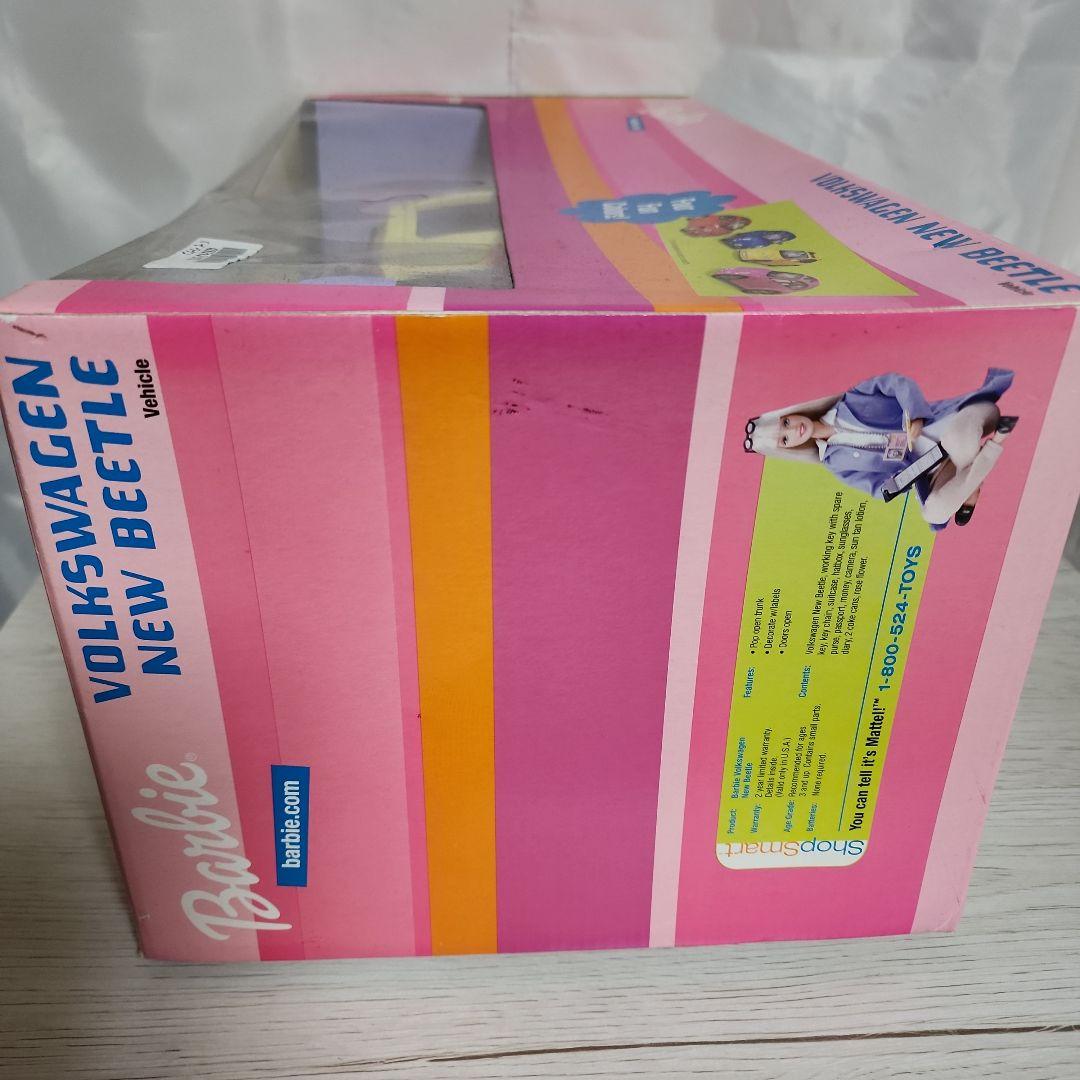 Barbie®
VOLKSWAGEN
NEW BEETLE
Vehicle
barbie.com
ShopSmart
Product: Barbie Volkswagen
New Beetle
Warranty: 2 year limited warranty.
Details inside.
(Valid only in U.S.A.)
Age Grade: Recommended for ages
3 and up. Contains small parts.
Batteries: None required.
Features: • Pop open trunk
• Decorate w/labels
• Doors open
Contents: Volkswagen New Beetle, working key with spare
key, key chain, suitcase, hatbox, sunglasses,
purse, passport, money, camera, sun tan lotion,
diary, 2 coke cans, rose flower.
You can tell it's Mattel!™ 1-800-524-TOYS
VOLKSWAGEN NEW BEETLE
Vehicle